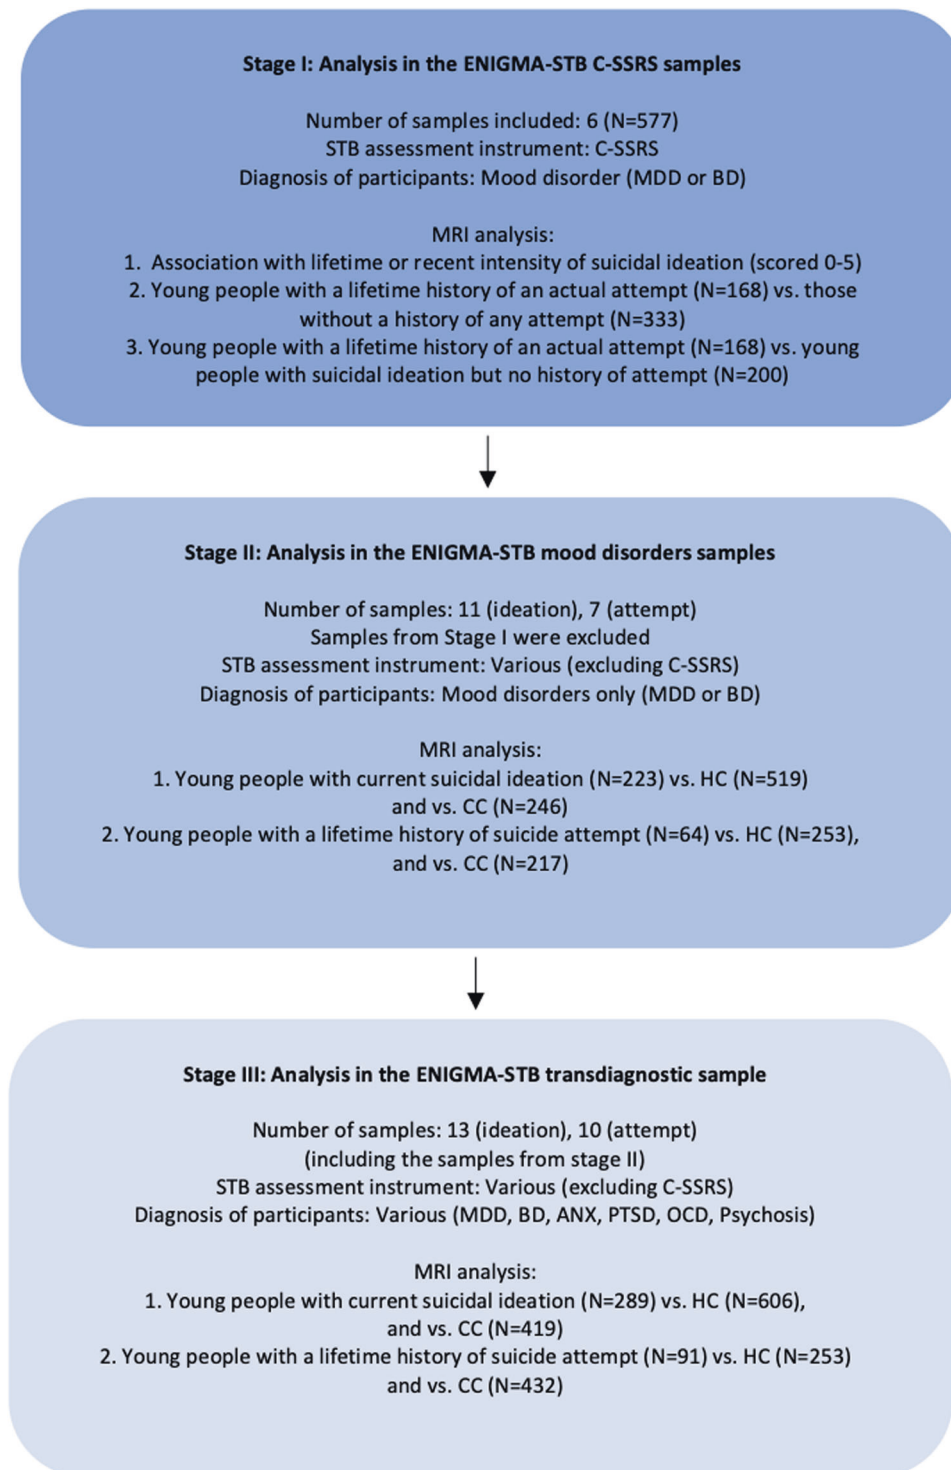 Stage I: Analysis in the ENIGMA-STB C-SSRS samples
Number of samples included: 6 (N=577)
STB assessment instrument: C-SSRS
Diagnosis of participants: Mood disorder (MDD or BD)
MRI analysis:
1. Association with lifetime or recent intensity of suicidal ideation (scored 0-5)
2. Young people with a lifetime history of an actual attempt (N=168) vs. those
without a history of any attempt (N=333)
3. Young people with a lifetime history of an actual attempt (N=168) vs. young
people with suicidal ideation but no history of attempt (N=200)
Stage II: Analysis in the ENIGMA-STB mood disorders samples
Number of samples: 11 (ideation), 7 (attempt)
Samples from Stage I were excluded
STB assessment instrument: Various (excluding C-SSRS)
Diagnosis of participants: Mood disorders only (MDD or BD)
MRI analysis:
1. Young people with current suicidal ideation (N=223) vs. HC (N=519)
and vs. CC (N=246)
2. Young people with a lifetime history of suicide attempt (N=64) vs. HC (N=253),
and vs. CC (N=217)
Stage III: Analysis in the ENIGMA-STB transdiagnostic sample
Number of samples: 13 (ideation), 10 (attempt)
(including the samples from stage II)
STB assessment instrument: Various (excluding C-SSRS)
Diagnosis of participants: Various (MDD, BD, ANX, PTSD, OCD, Psychosis)
MRI analysis:
1. Young people with current suicidal ideation (N=289) vs. HC (N=606),
and vs. CC (N=419)
2. Young people with a lifetime history of suicide attempt (N=91) vs. HC (N=253)
and vs. CC (N=432)